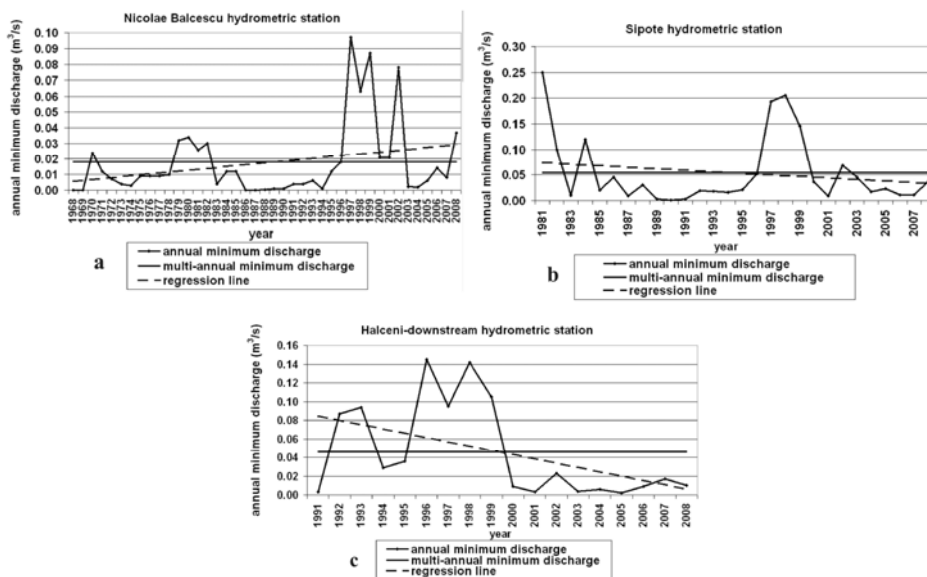 Nicolae Balcescu hydrometric station
annual minimum discharge (m³/s)
0.10
0.09
0.08
0.07
0.06
0.05
0.04
0.03
0.02
0.01
0.00
1968 1969 1970 1971 1972 1973 1974 1975 1976 1977 1978 1979 1980 1981 1982 1983 1984 1985 1986 1987 1988 1989 1990 1991 1992 1993 1994 1995 1996 1997 1998 1999 2000 2001 2002 2003 2004 2005 2006 2007 2008
year
a
annual minimum discharge
multi-annual minimum discharge
regression line
Sipote hydrometric station
annual minimum discharge (m³/s)
0.30
0.25
0.20
0.15
0.10
0.05
0.00
1981 1983 1985 1987 1989 1991 1993 1995 1997 1999 2001 2003 2005 2007
year
b
annual minimum discharge
multi-annual minimum discharge
regression line
Halceni-downstream hydrometric station
annual minimum discharge (m³/s)
0.16
0.14
0.12
0.10
0.08
0.06
0.04
0.02
0.00
1991 1992 1993 1994 1995 1996 1997 1998 1999 2000 2001 2002 2003 2004 2005 2006 2007 2008
year
c
annual minimum discharge
multi-annual minimum discharge
regression line